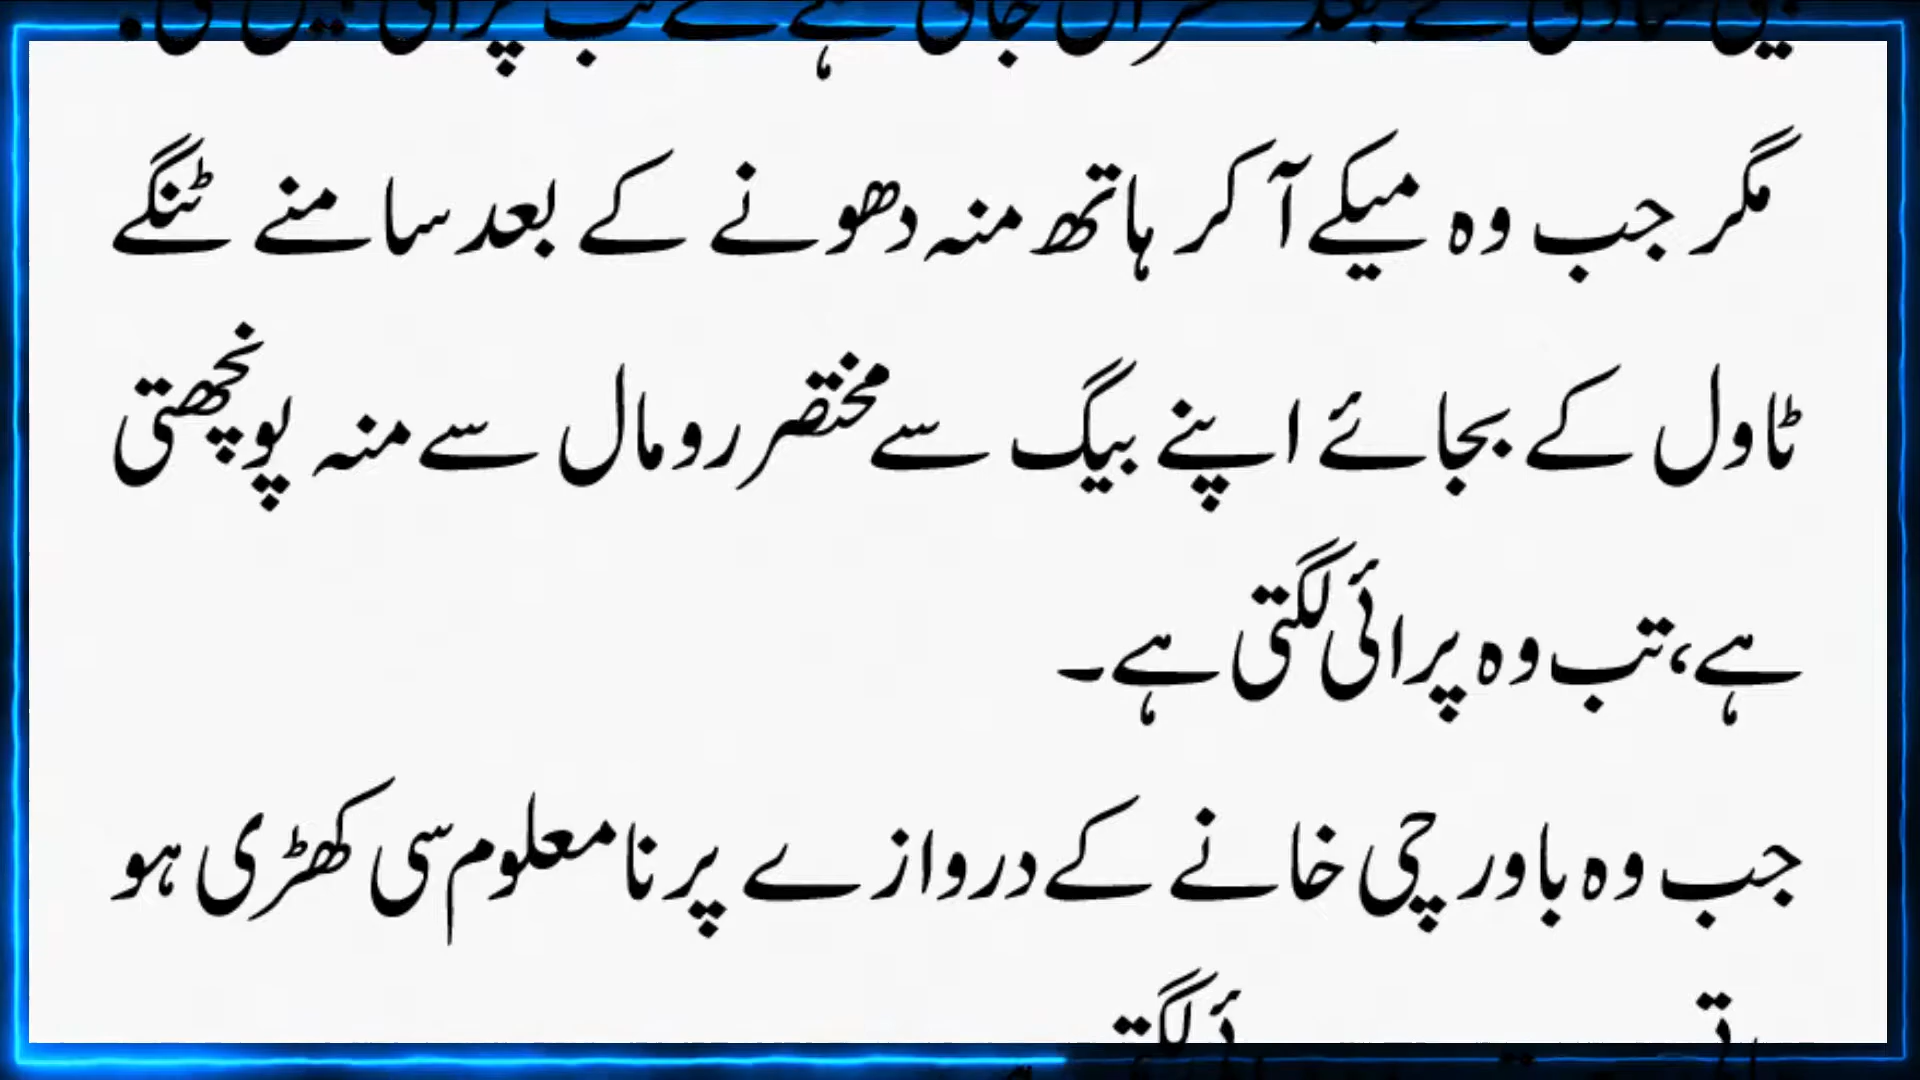 مگر جب وہ میکے آ کر ہاتھ منہ دھونے کے بعد سامنے ٹنگے
ٹاول کے بجائے اپنے بیگ سے مختصر رومال سے منہ پونچھتی
ہے، تب وہ پرائی لگتی ہے۔
جب وہ باورچی خانے کے دروازے پر نامعلوم سی کھڑی ہو